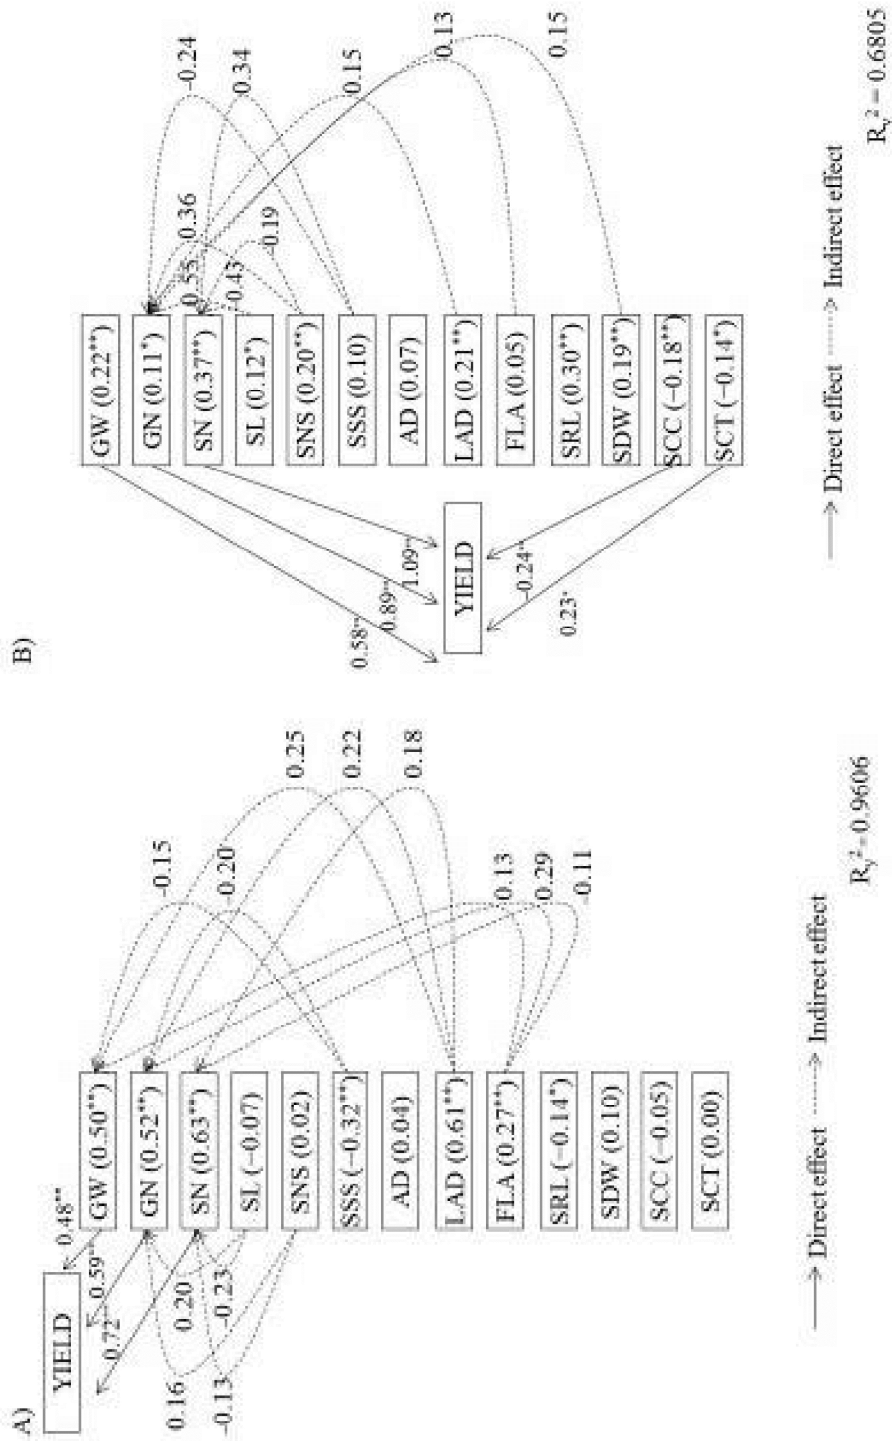 A)
YIELD
0.48**
0.59**
0.72**
GW (0.50**)
GN (0.52**)
SN (0.63**)
SL (−0.07)
SNS (0.02)
SSS (−0.32**)
AD (0.04)
LAD (0.61**)
FLA (0.27**)
SRL (−0.14*)
SDW (0.10)
SCC (−0.05)
SCT (0.00)
0.20
−0.23
0.16
−0.13
−0.15
−0.20
0.25
0.22
0.18
0.13
0.29
−0.11
Direct effect
Indirect effect
Rᵥ²= 0.9606
B)
YIELD
0.58**
0.89**
1.09**
−0.24**
0.23*
GW (0.22**)
GN (0.11*)
SN (0.37**)
SL (0.12*)
SNS (0.20**)
SSS (0.10)
AD (0.07)
LAD (0.21**)
FLA (0.05)
SRL (0.30**)
SDW (0.19**)
SCC (−0.18**)
SCT (−0.14*)
0.55
−0.43
0.36
−0.19
−0.24
0.34
0.15
0.13
0.15
Direct effect
Indirect effect
Rᵥ² = 0.6805